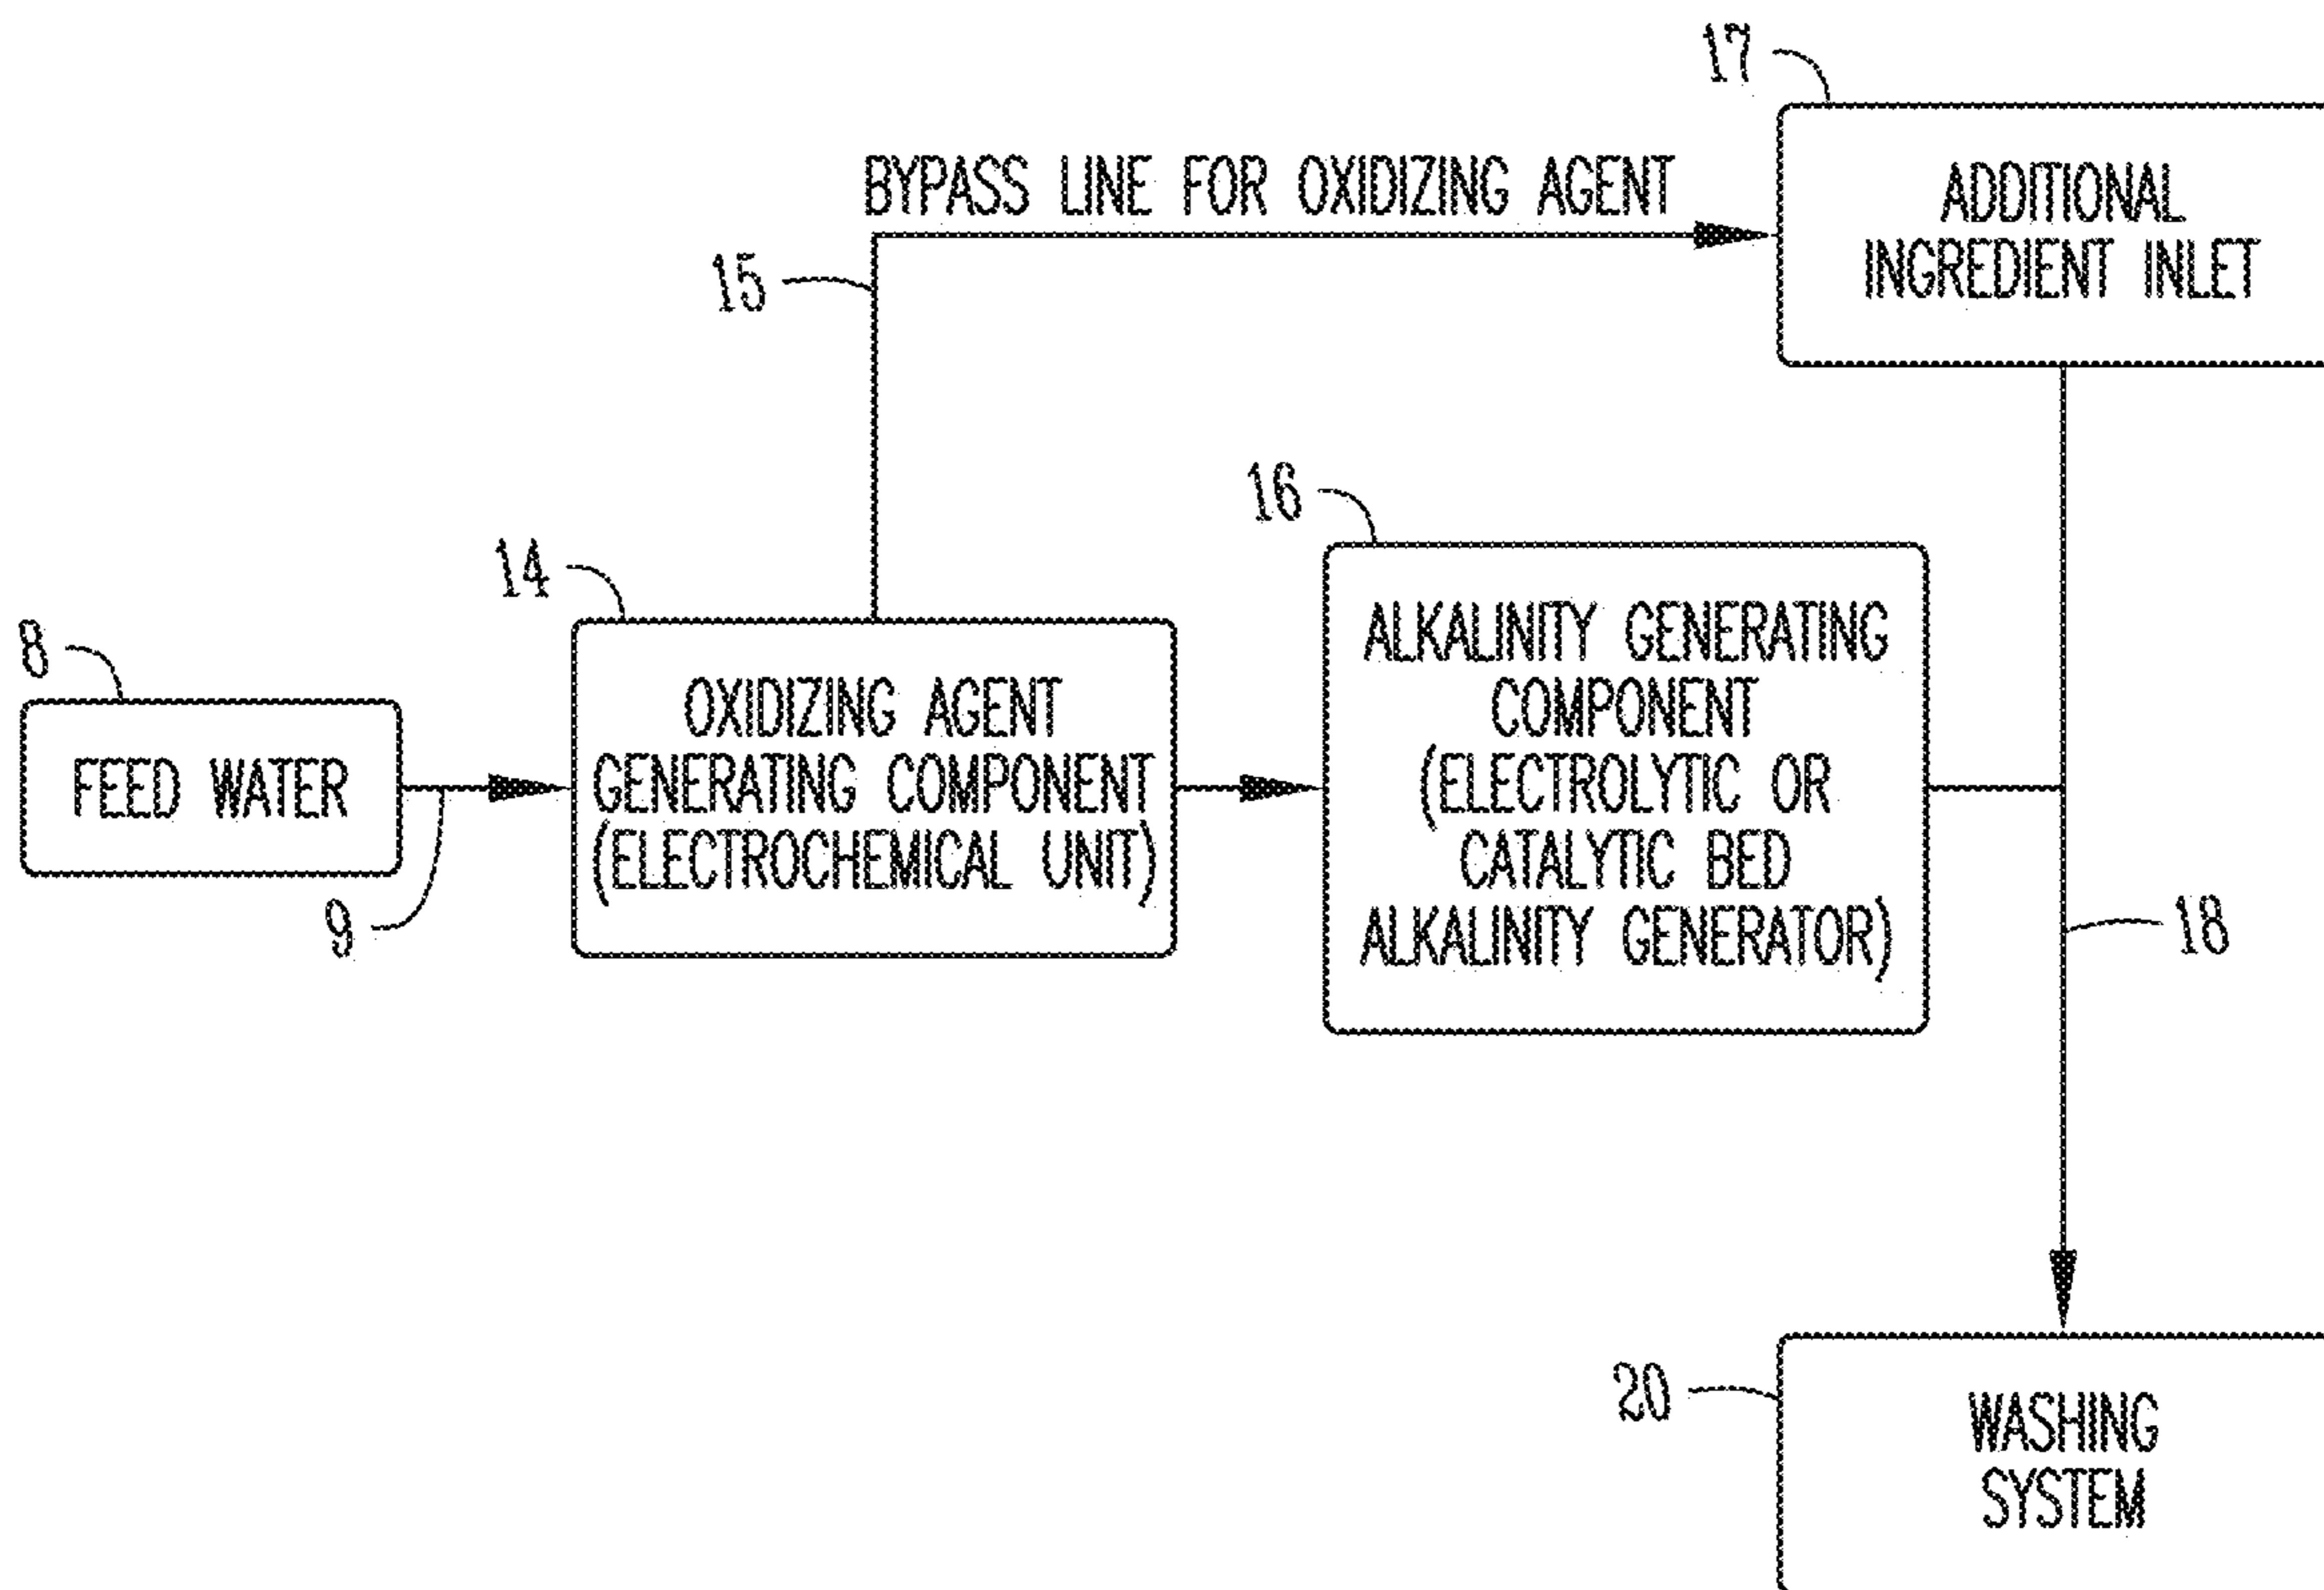 17
BYPASS LINE FOR OXIDIZING AGENT
ADDITIONAL
INGREDIENT INLET
15
16
14
8
ALKALINITY GENERATING
COMPONENT
(ELECTROLYTIC OR
CATALYTIC BED
ALKALINITY GENERATOR)
OXIDIZING AGENT
GENERATING COMPONENT
(ELECTROCHEMICAL UNIT)
FEED WATER
9
18
20
WASHING
SYSTEM